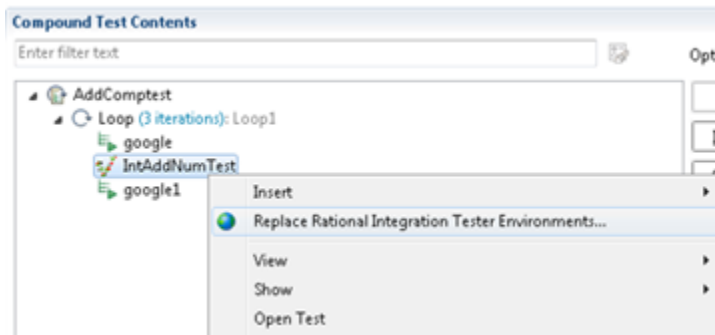 Compound Test Contents
Enter filter text
Opt
AddComptest
Loop (3 iterations): Loop1
google
IntAddNumTest
google1
Insert
Replace Rational Integration Tester Environments...
View
Show
Open Test